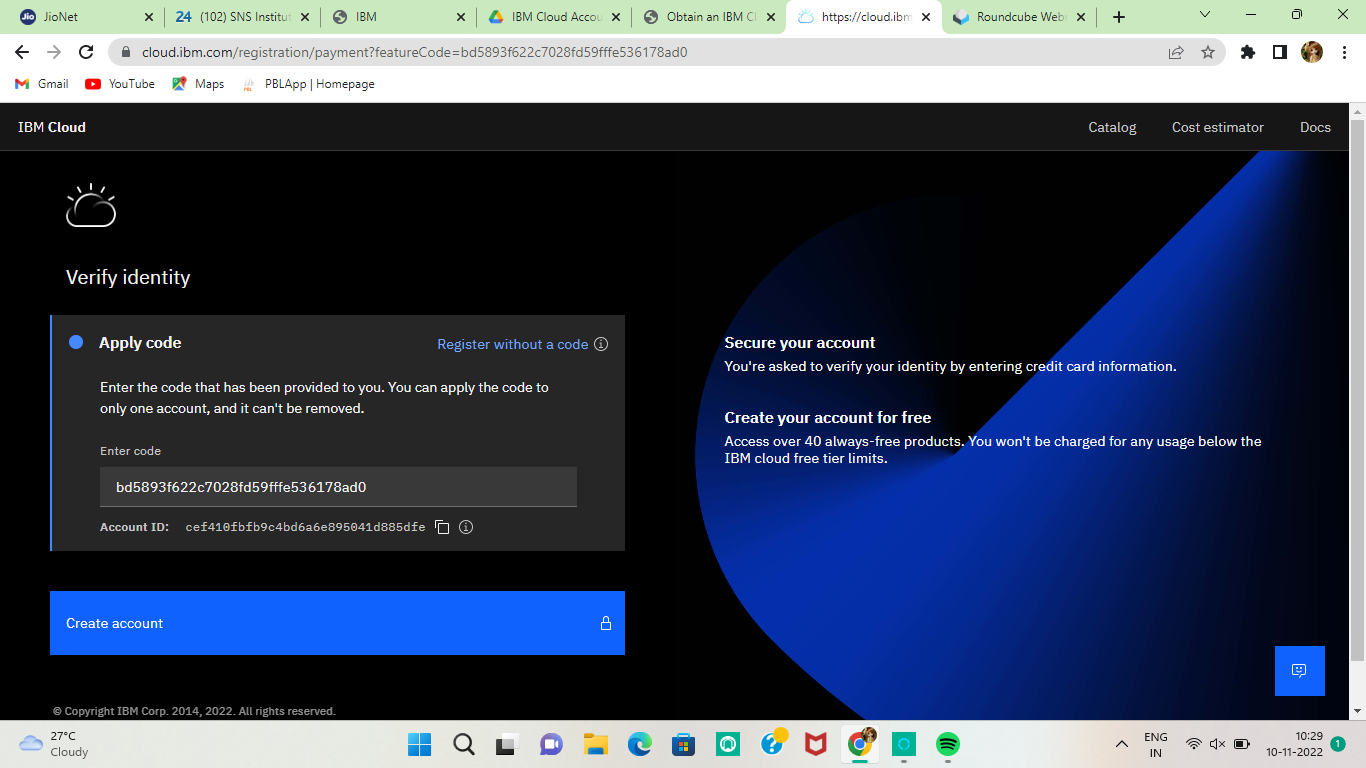 JioNet
24 (102) SNS Institut
IBM
IBM Cloud Accou
Obtain an IBM Cl
https://cloud.ibm
Roundcube Web
cloud.ibm.com/registration/payment?featureCode=bd5893f622c7028fd59fffe536178ad0
Gmail
YouTube
Maps
PBLApp | Homepage
IBM Cloud
Catalog
Cost estimator
Docs
Verify identity
Apply code
Register without a code
Enter the code that has been provided to you. You can apply the code to
only one account, and it can't be removed.
Enter code
bd5893f622c7028fd59fffe536178ad0
Account ID: cef410fbfb9c4bd6a6e895041d885dfe
Create account
Secure your account
You're asked to verify your identity by entering credit card information.
Create your account for free
Access over 40 always-free products. You won't be charged for any usage below the
IBM cloud free tier limits.
© Copyright IBM Corp. 2014, 2022. All rights reserved.
27°C
Cloudy
ENG
IN
10:29
10-11-2022
1